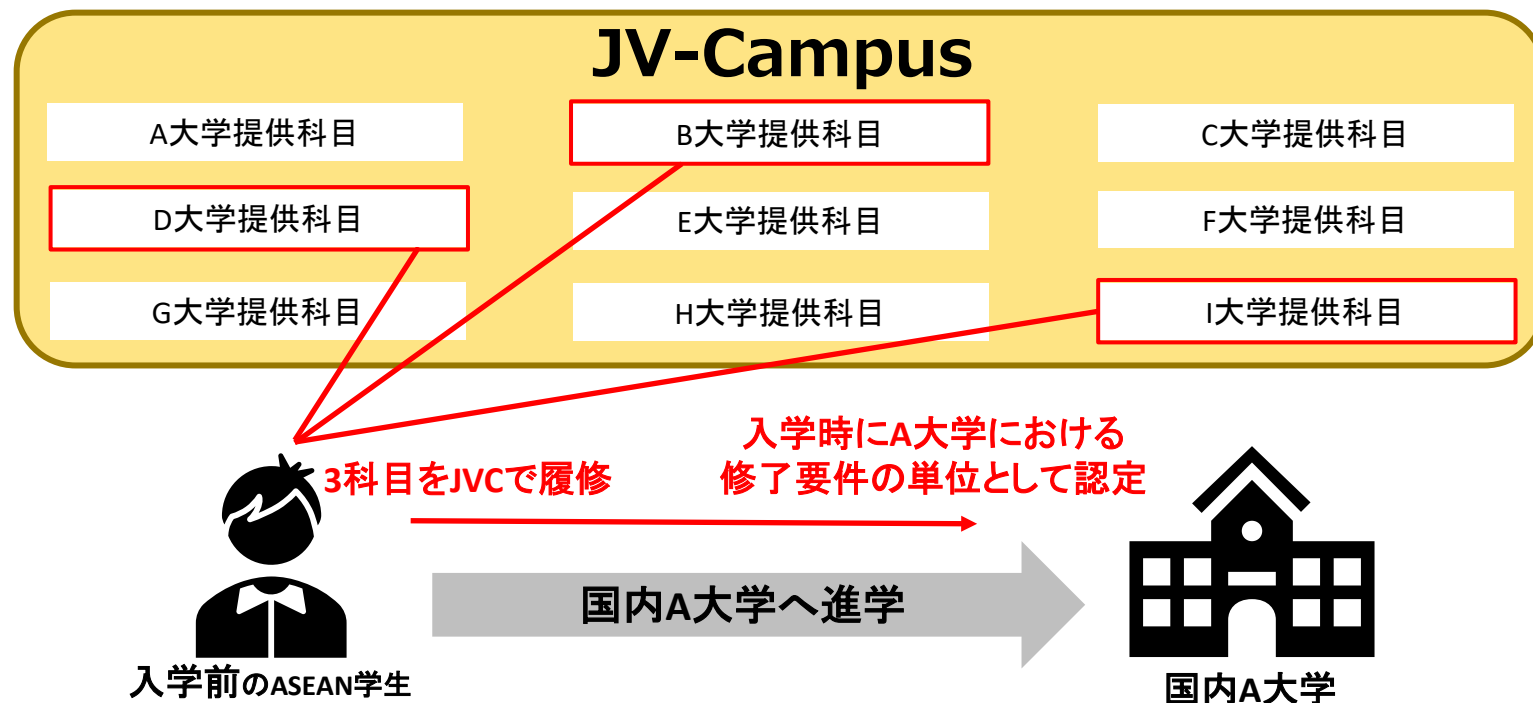 JV-Campus
A大学提供科目
B大学提供科目
C大学提供科目
D大学提供科目
E大学提供科目
F大学提供科目
G大学提供科目
H大学提供科目
I大学提供科目
3科目をJVCで履修
入学時にA大学における
修了要件の単位として認定
国内A大学へ進学
入学前のASEAN学生
国内A大学